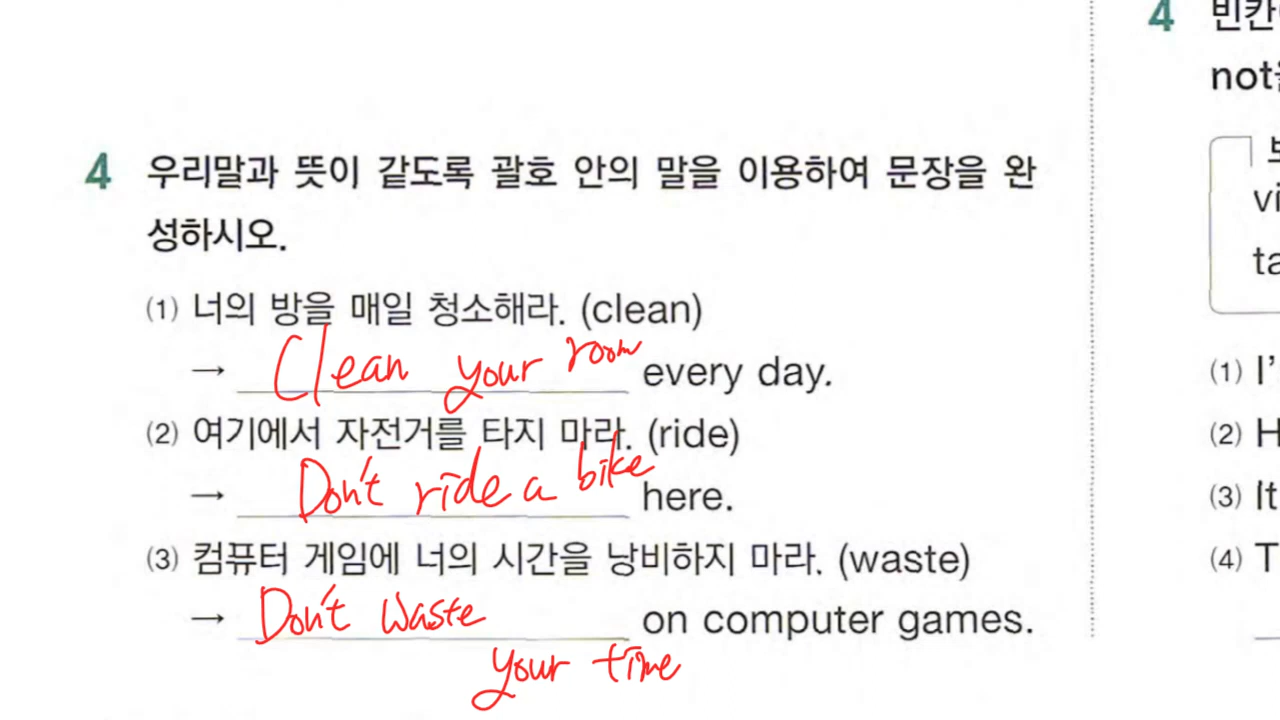 4 우리말과 뜻이 같도록 괄호 안의 말을 이용하여 문장을 완
성하시오.
(1) 너의 방을 매일 청소해라. (clean)
→ Clean your room every day.
(2) 여기에서 자전거를 타지 마라. (ride)
→ Don't ride a bike here.
(3) 컴퓨터 게임에 너의 시간을 낭비하지 마라. (waste)
→ Don't waste on computer games.
your time
4
not
(1) I'
(2) H
(3) It
(4) T